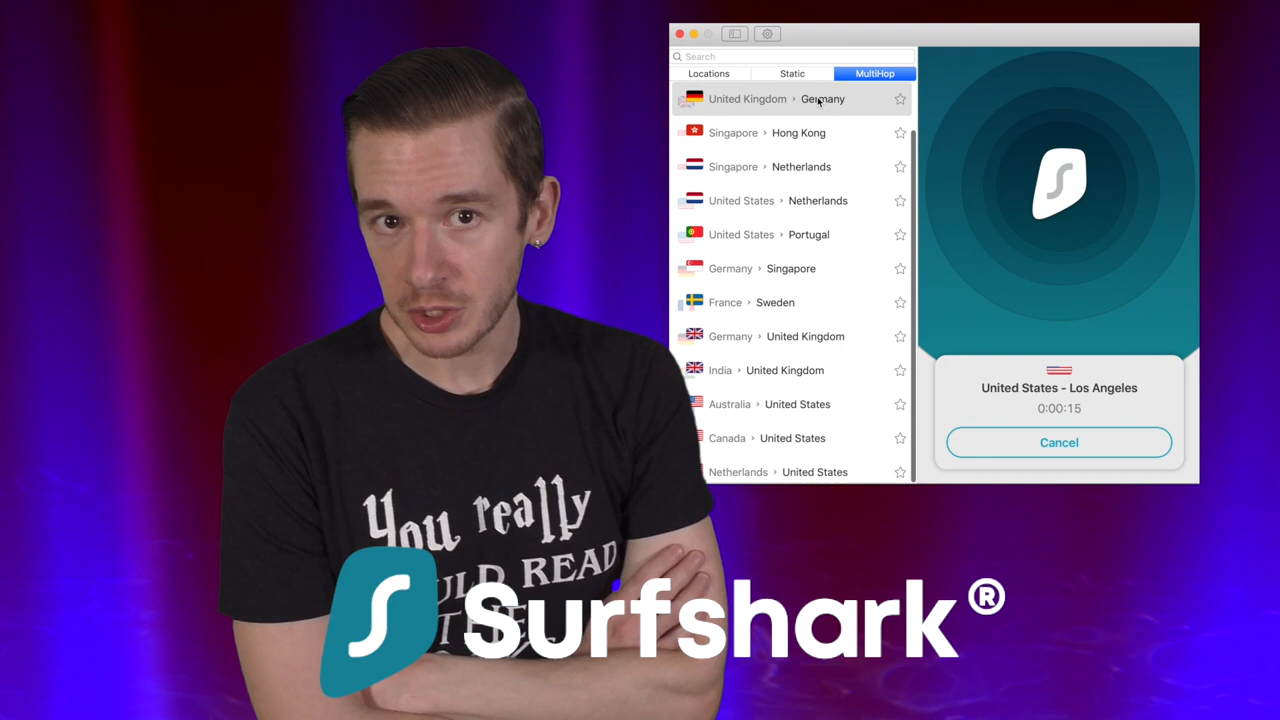 Search
Locations Static MultiHop
United Kingdom › Germany
Singapore › Hong Kong
Singapore › Netherlands
United States › Netherlands
United States › Portugal
Germany › Singapore
France › Sweden
Germany › United Kingdom
India › United Kingdom
Australia › United States
Canada › United States
Netherlands › United States
United States - Los Angeles
0:00:15
Cancel
You really
READ
Surfshark®